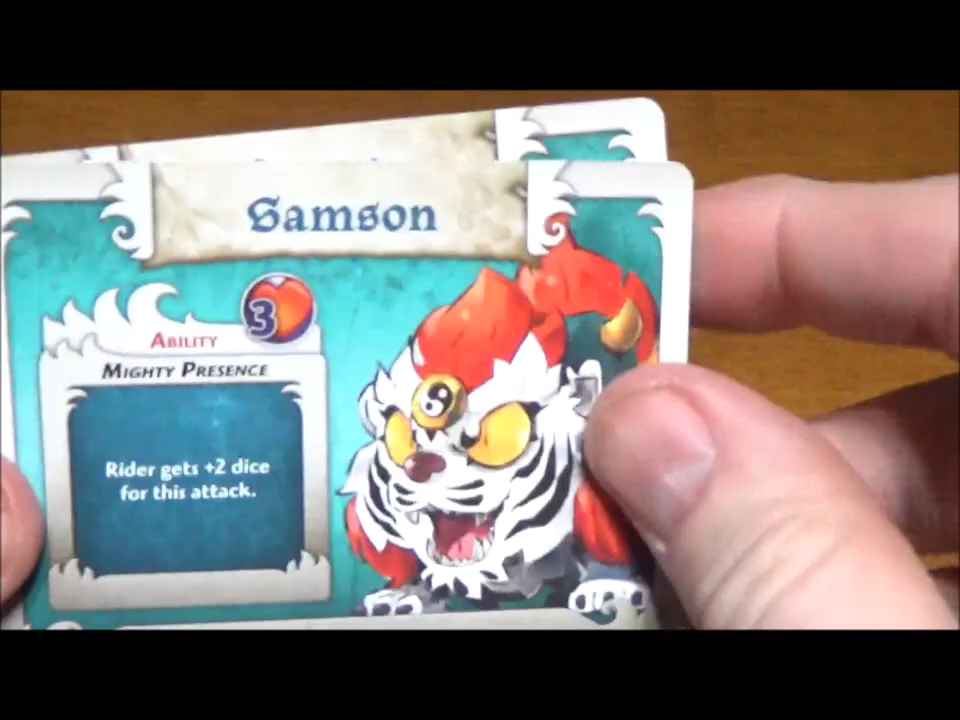 Samson
3
ABILITY
MIGHTY PRESENCE
Rider gets +2 dice
for this attack.